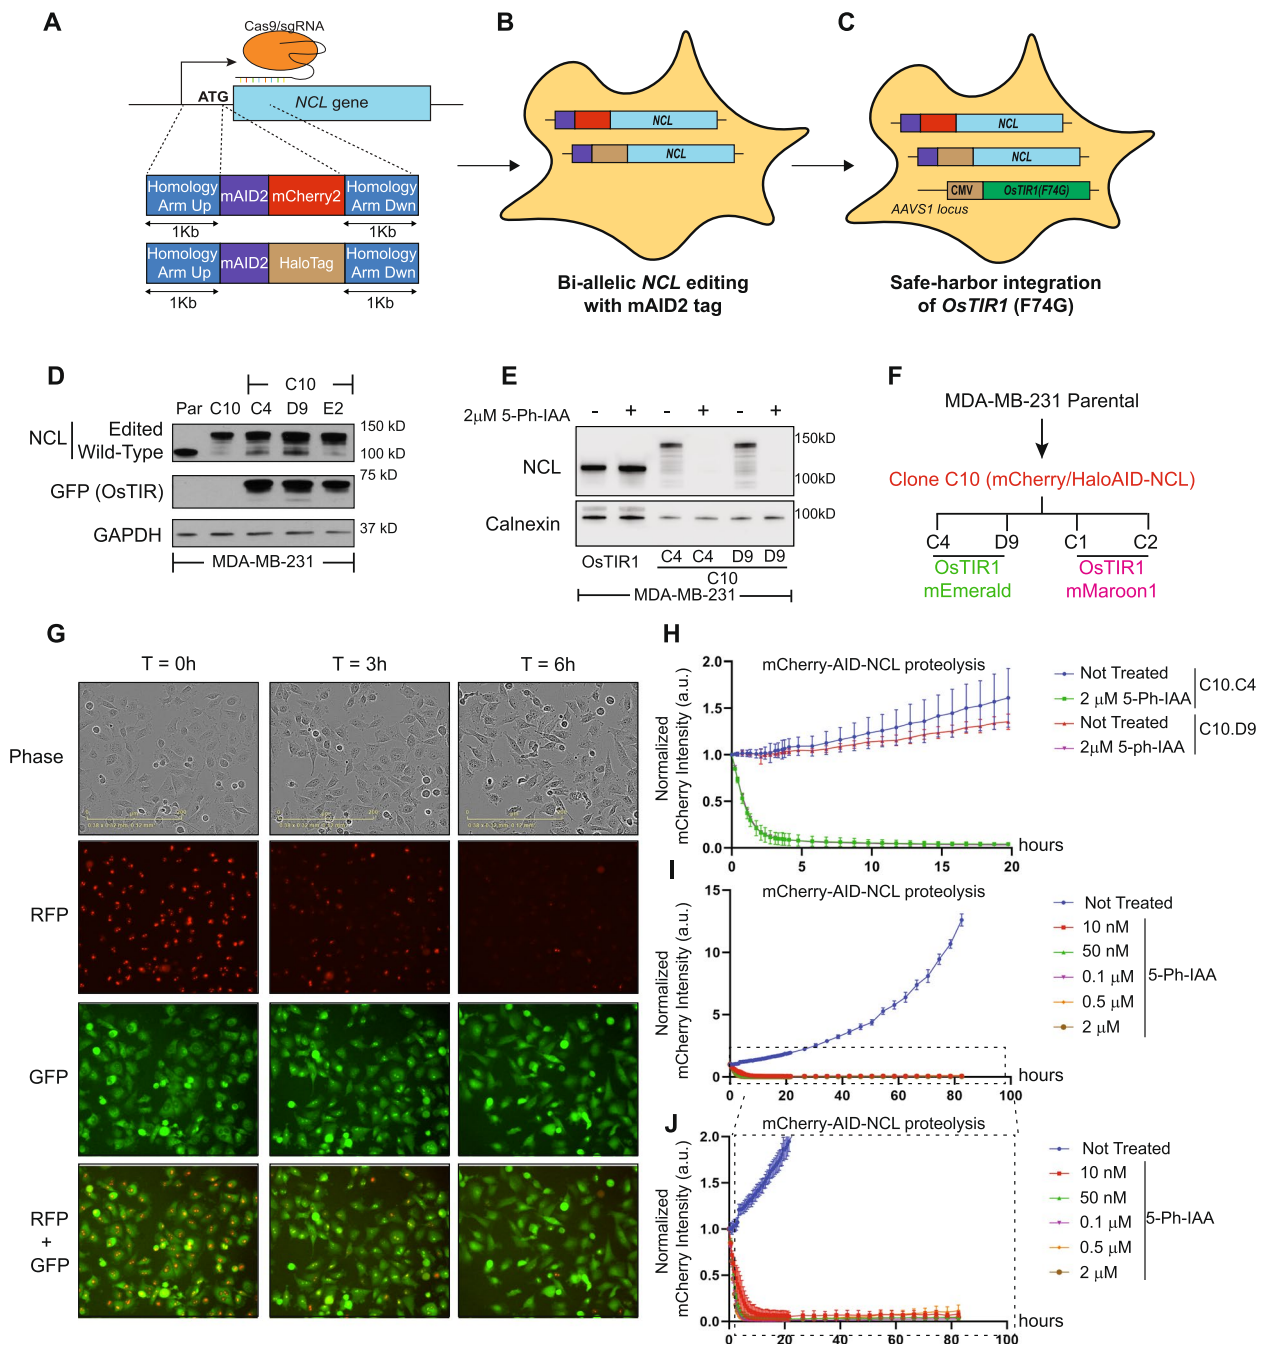 A
Cas9/sgRNA
ATG
NCL gene
Homology Arm Up
mAID2
mCherry2
Homology Arm Dwn
1Kb
1Kb
Homology Arm Up
mAID2
HaloTag
Homology Arm Dwn
1Kb
1Kb
B
NCL
NCL
Bi-allelic NCL editing
with mAID2 tag
C
NCL
NCL
CMV
OsTIR1(F74G)
AAVS1 locus
Safe-harbor integration
of OsTIR1 (F74G)
D
C10
Par C10 C4 D9 E2
NCL
Edited
Wild-Type
150 kD
100 kD
75 kD
GFP (OsTIR)
GAPDH
37 kD
MDA-MB-231
E
2μM 5-Ph-IAA - + - + - +
NCL
150kD
100kD
Calnexin
100kD
OsTIR1
C4 C4 D9 D9
C10
MDA-MB-231
F
MDA-MB-231 Parental
Clone C10 (mCherry/HaloAID-NCL)
C4 D9 C1 C2
OsTIR1
mEmerald
OsTIR1
mMaroon1
G
T = 0h
T = 3h
T = 6h
Phase
RFP
GFP
RFP
+
GFP
H
mCherry-AID-NCL proteolysis
Normalized
mCherry Intensity (a.u.)
2.0
1.5
1.0
0.5
0.0
0 5 10 15 20
hours
Not Treated
2 μM 5-Ph-IAA
C10.C4
Not Treated
2μM 5-ph-IAA
C10.D9
I
mCherry-AID-NCL proteolysis
Normalized
mCherry Intensity (a.u.)
15
10
5
0
0 20 40 60 80 100
hours
Not Treated
10 nM
50 nM
0.1 μM
0.5 μM
2 μM
5-Ph-IAA
J
mCherry-AID-NCL proteolysis
Normalized
mCherry Intensity (a.u.)
2.0
1.5
1.0
0.5
0.0
0 20 40 60 80 100
hours
Not Treated
10 nM
50 nM
0.1 μM
0.5 μM
2 μM
5-Ph-IAA